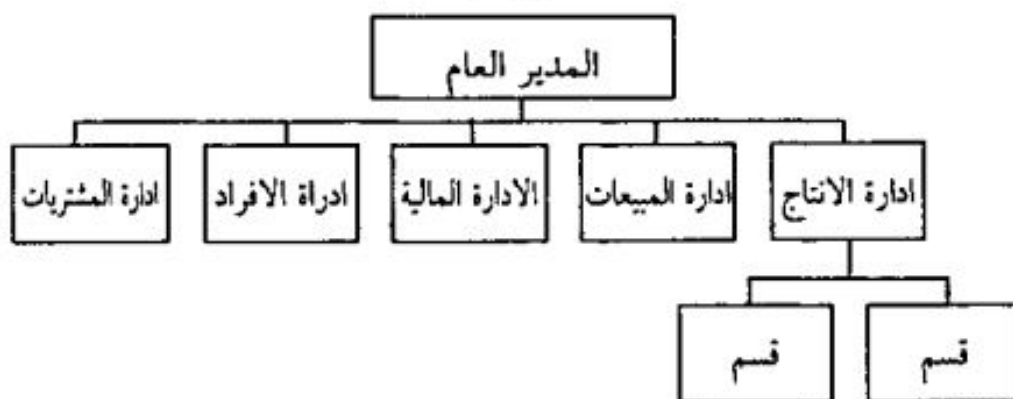 المدير العام
ادارة الانتاج
ادارة المبيعات
الادارة المالية
ادراة الافراد
ادارة المشتريات
قسم
قسم